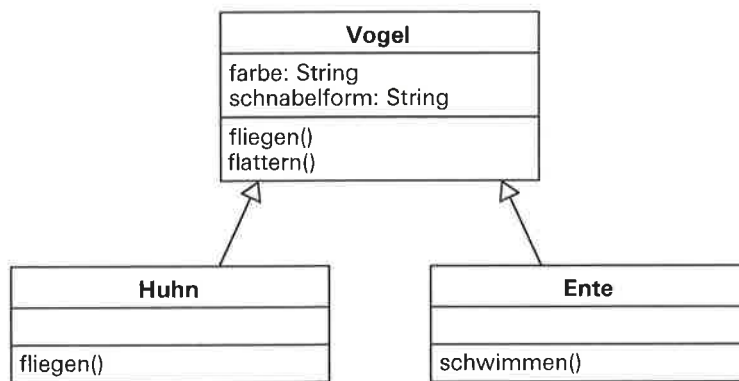 Vogel
farbe: String
schnabelform: String
fliegen()
flattern()
Huhn
fliegen()
Ente
schwimmen()